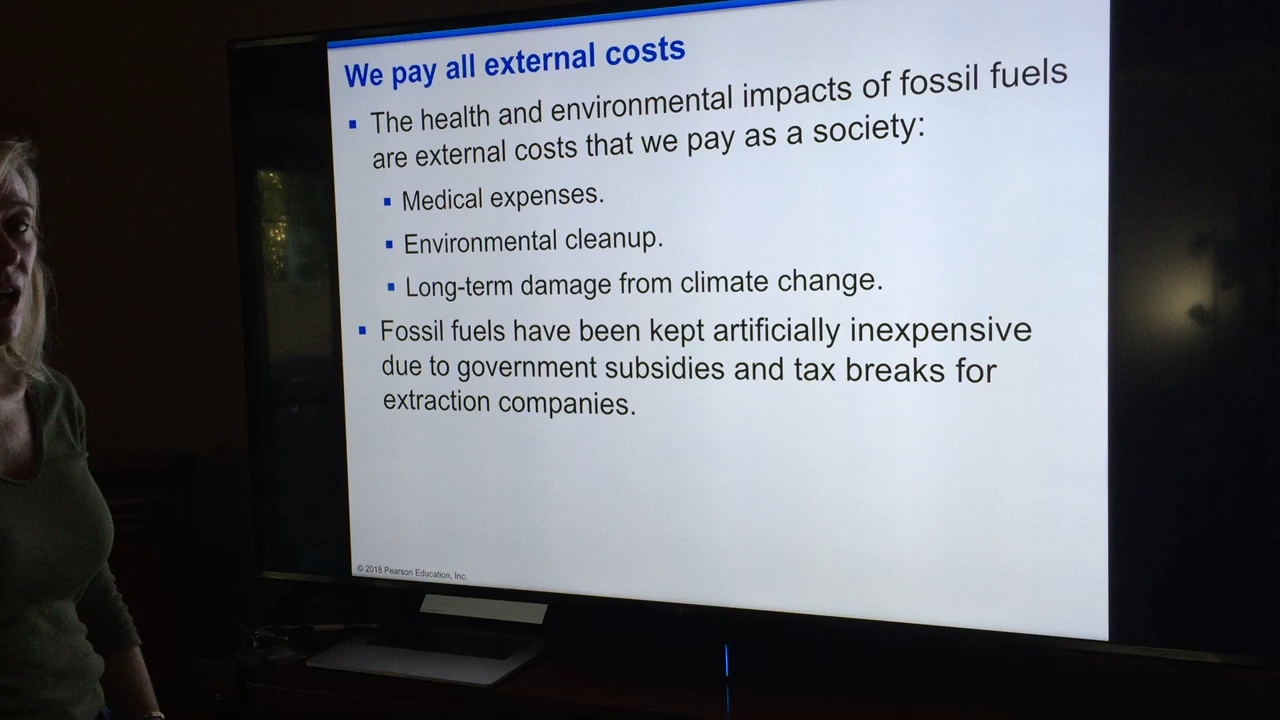 We pay all external costs
▪ The health and environmental impacts of fossil fuels
are external costs that we pay as a society:
▪ Medical expenses.
▪ Environmental cleanup.
▪ Long-term damage from climate change.
▪ Fossil fuels have been kept artificially inexpensive
due to government subsidies and tax breaks for
extraction companies.
© 2018 Pearson Education, Inc.